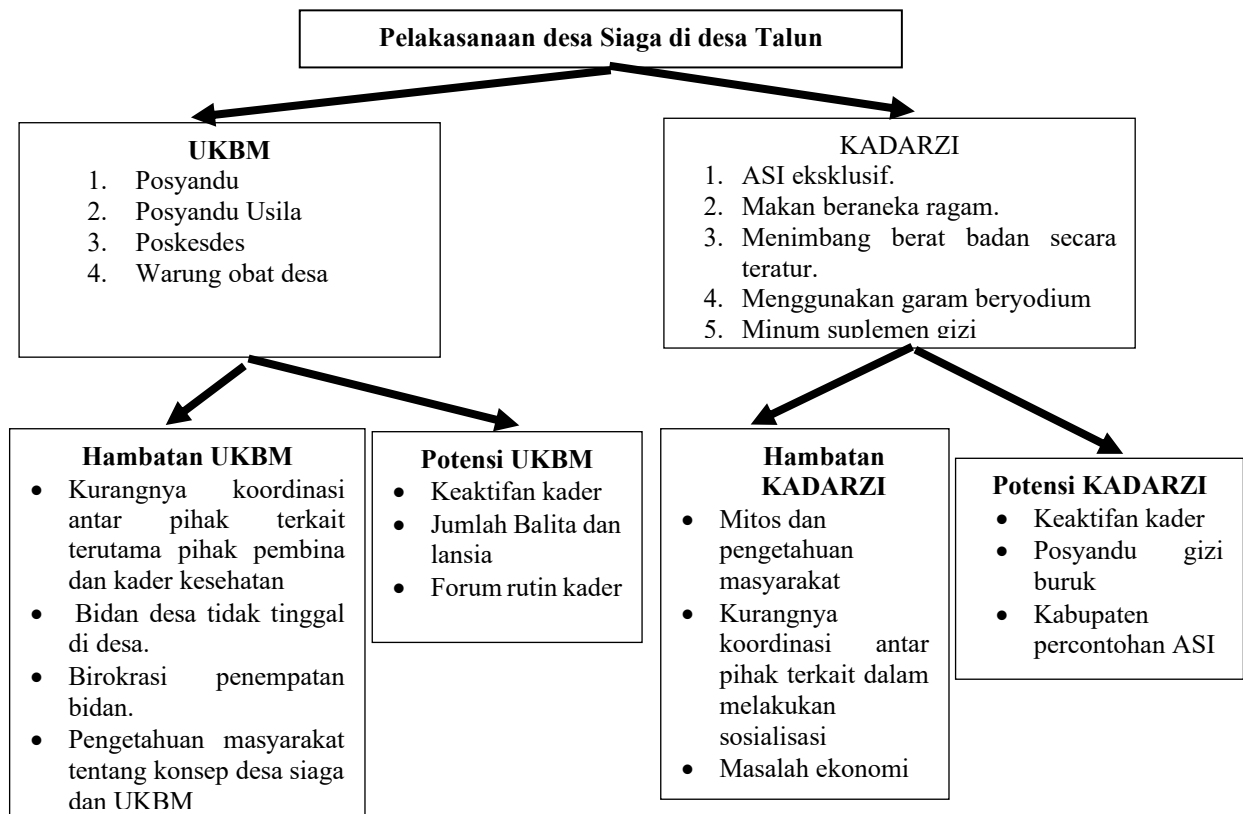 Pelakasanaan desa Siaga di desa Talun
UKBM
1. Posyandu
2. Posyandu Usila
3. Poskesdes
4. Warung obat desa
KADARZI
1. ASI eksklusif.
2. Makan beraneka ragam.
3. Menimbang berat badan secara
teratur.
4. Menggunakan garam beryodium
5. Minum suplemen gizi
Hambatan UKBM
• Kurangnya koordinasi
antar pihak terkait
terutama pihak pembina
dan kader kesehatan
• Bidan desa tidak tinggal
di desa.
• Birokrasi penempatan
bidan.
• Pengetahuan masyarakat
tentang konsep desa siaga
dan UKBM
Potensi UKBM
• Keaktifan kader
• Jumlah Balita dan
lansia
• Forum rutin kader
Hambatan
KADARZI
• Mitos dan
pengetahuan
masyarakat
• Kurangnya
koordinasi antar
pihak terkait dalam
melakukan
sosialisasi
• Masalah ekonomi
Potensi KADARZI
• Keaktifan kader
• Posyandu gizi
buruk
• Kabupaten
percontohan ASI